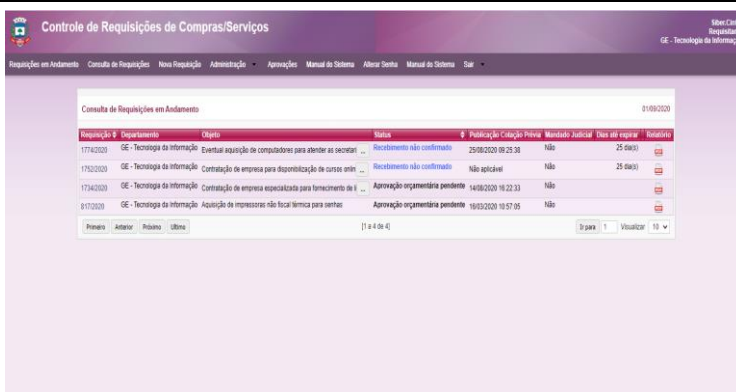 Controle de Requisições de Compras/Serviços
Siber.Cin
Requisitan
GE - Tecnologia da Informaç
Requisições em Andamento Consulta de Requisições Nova Requisição Administração Aprovações Manual do Sistema Alterar Senha Manual do Sistema Sair
Consulta de Requisições em Andamento 01/09/2020
Requisição Departamento Objeto Status Publicação Cotação Prévia Mandado Judicial Dias até expirar Relatório
1774/2020 GE - Tecnologia da Informação Eventual aquisição de computadores para atender as secretari ... Recebimento não confirmado 25/08/2020 09:25:38 Não 25 dia(s)
1752/2020 GE - Tecnologia da Informação Contratação de empresa para disponibilização de cursos onlin ... Recebimento não confirmado Não aplicável Não 25 dia(s)
1734/2020 GE - Tecnologia da Informação Contratação de empresa especializada para fornecimento de li ... Aprovação orçamentária pendente 14/08/2020 16:22:33 Não
817/2020 GE - Tecnologia da Informação Aquisição de impressoras não fiscal térmica para senhas Aprovação orçamentária pendente 16/03/2020 10:57:05 Não
Primeiro Anterior Próximo Ultimo [1 a 4 de 4] Ir para 1 Visualizar 10